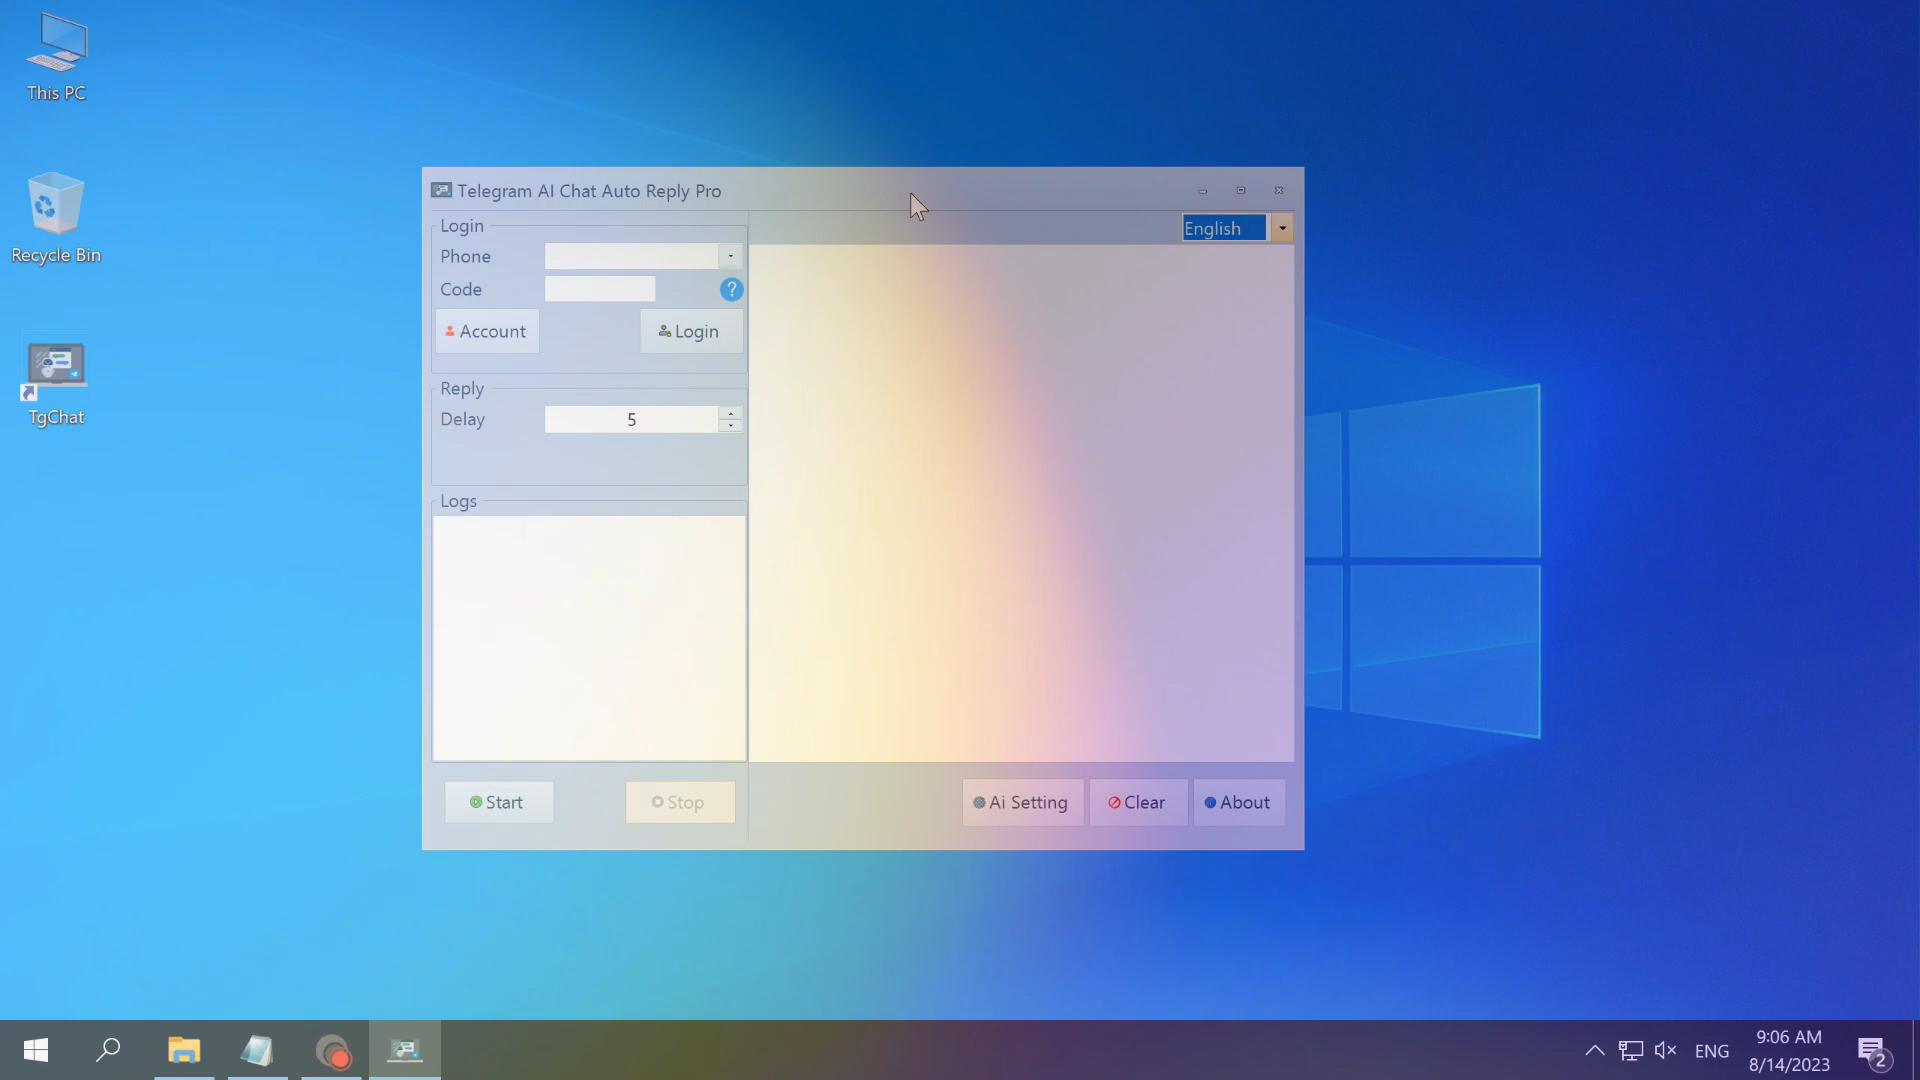 This PC
Recycle Bin
TgChat
Telegram AI Chat Auto Reply Pro
English
Login
Phone
Code
?
Account
Login
Reply
Delay
5
Logs
Start
Stop
Ai Setting
Clear
About
ENG
9:06 AM
8/14/2023
2